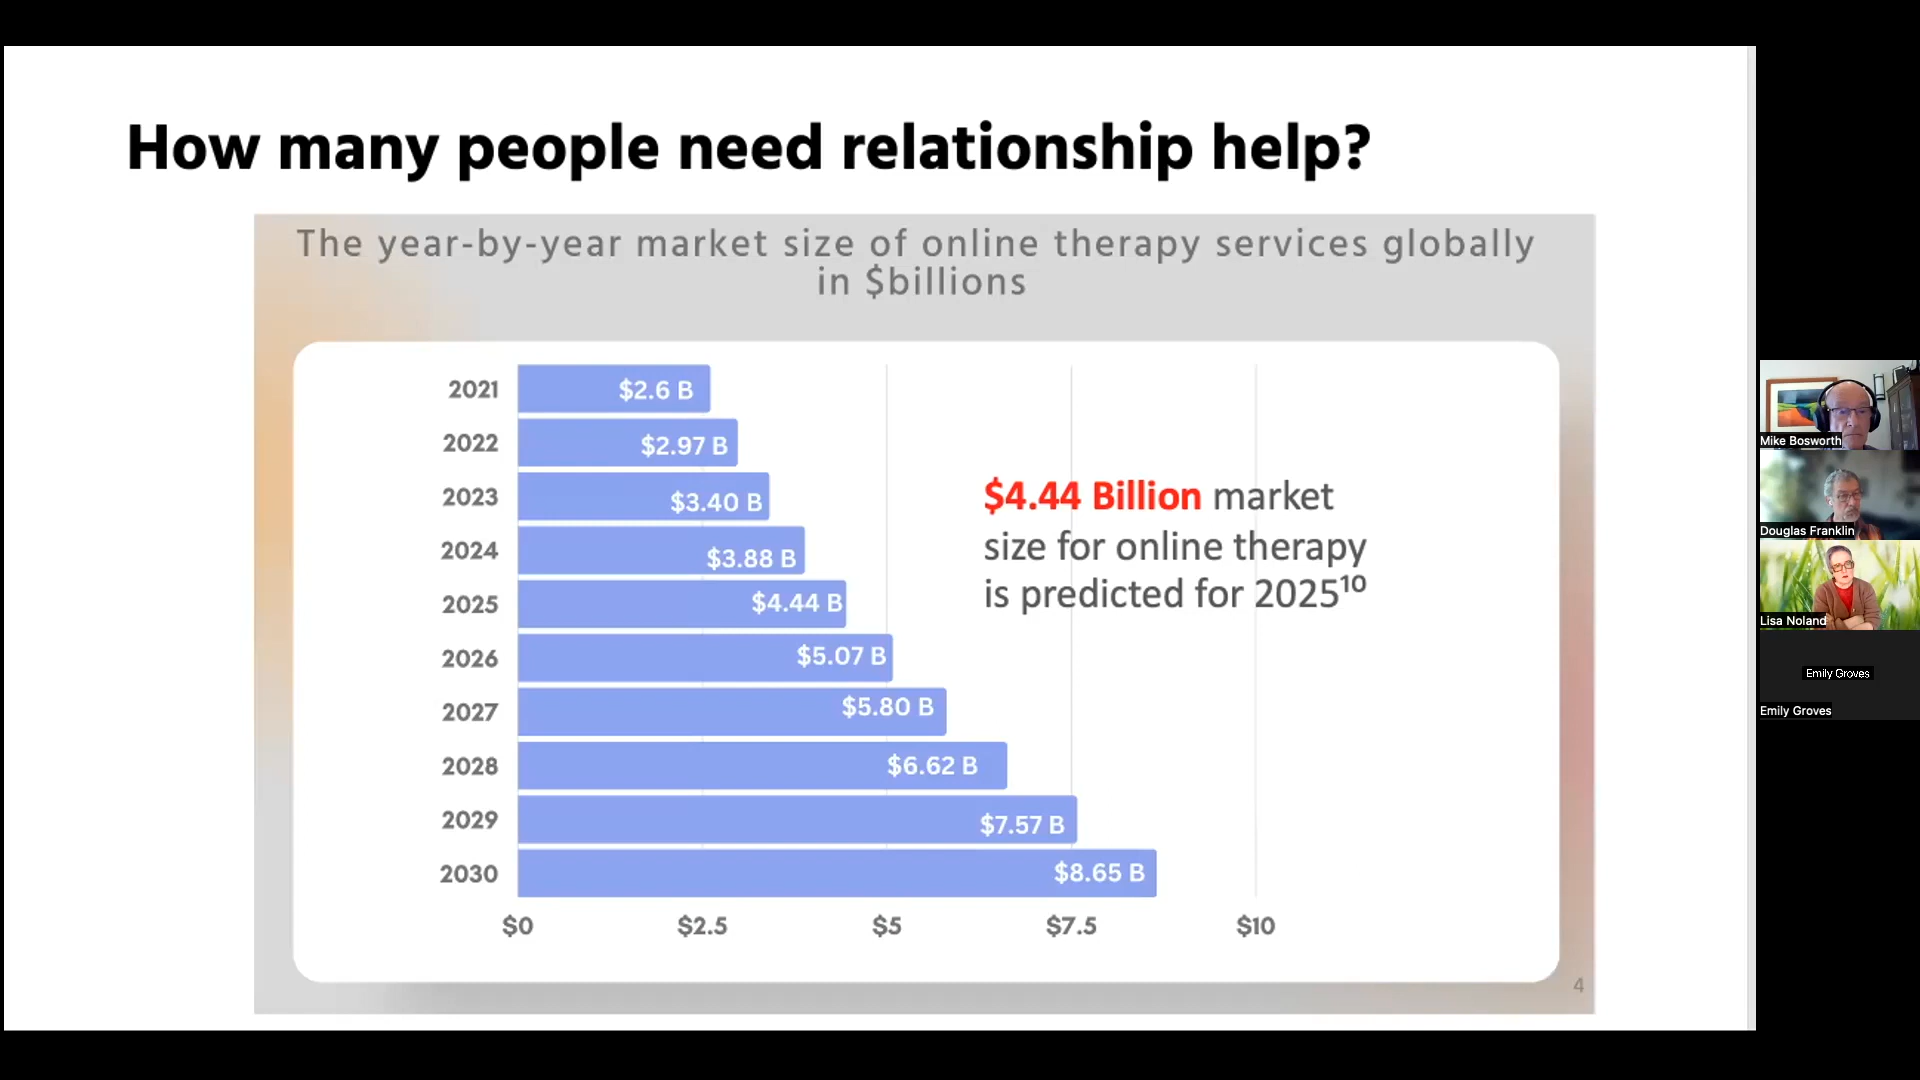 How many people need relationship help?
The year-by-year market size of online therapy services globally
in $billions
2021 $2.6 B
2022 $2.97 B
2023 $3.40 B
2024 $3.88 B
2025 $4.44 B
2026 $5.07 B
2027 $5.80 B
2028 $6.62 B
2029 $7.57 B
2030 $8.65 B
$0 $2.5 $5 $7.5 $10
$4.44 Billion market
size for online therapy
is predicted for 2025¹⁰
4
Mike Bosworth
Douglas Franklin
Lisa Noland
Emily Groves
Emily Groves